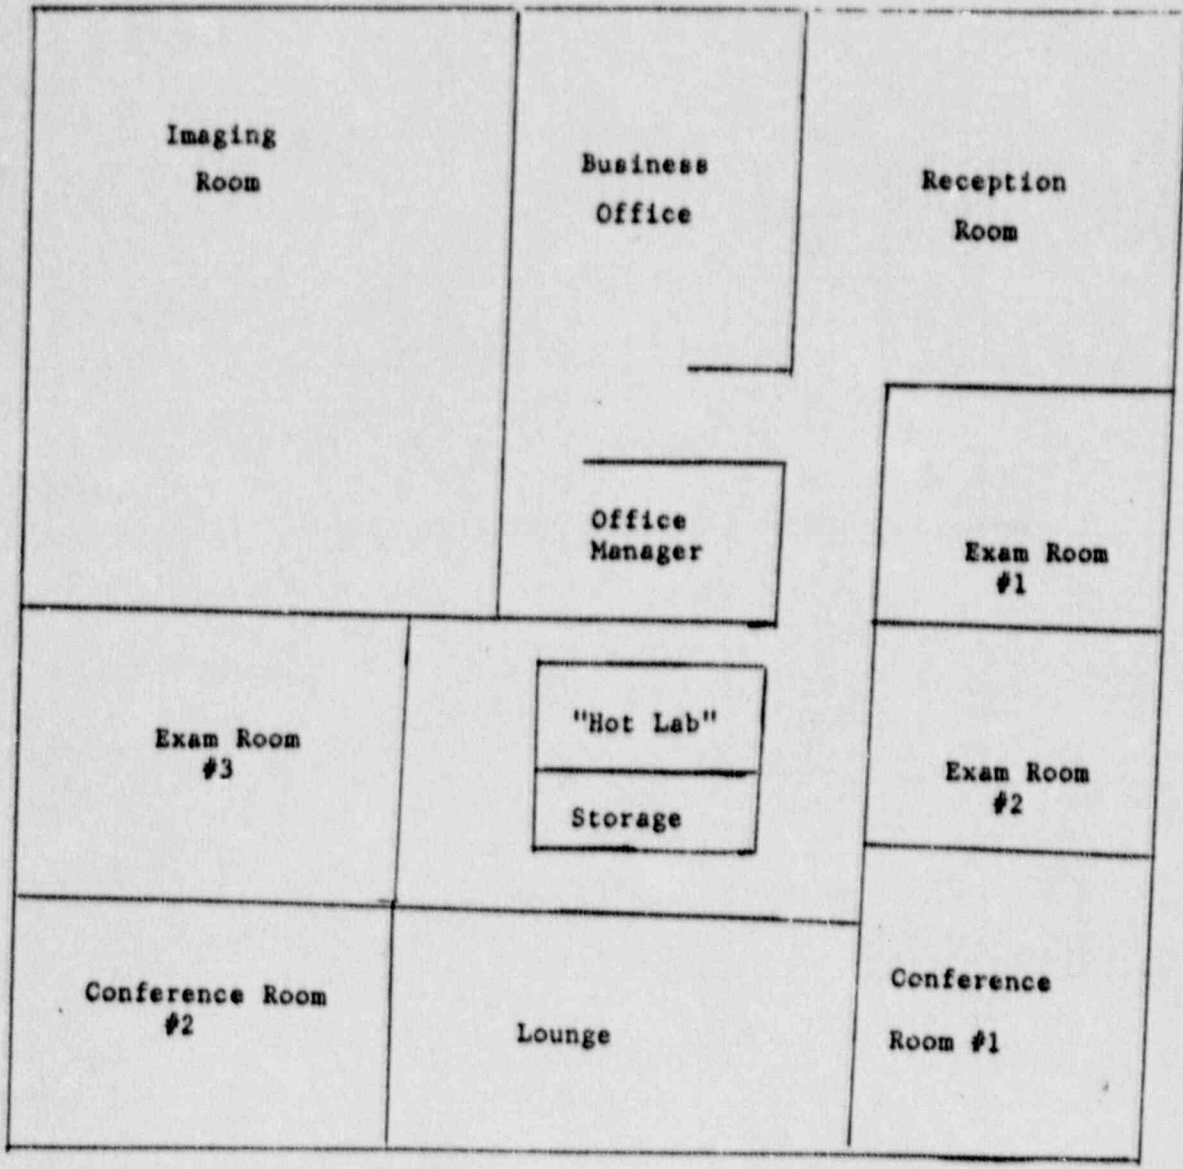 Imaging
Room
Business
Office
Reception
Room
Office
Manager
Exam Room
#1
Exam Room
#3
"Hot Lab"
Storage
Exam Room
#2
Conference Room
#2
Lounge
Conference
Room #1